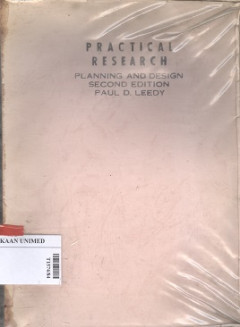 PRACTICAL
RESEARCH
PLANNING AND DESIGN
SECOND EDITION
PAUL D. LEEDY
KAAN UNIMED